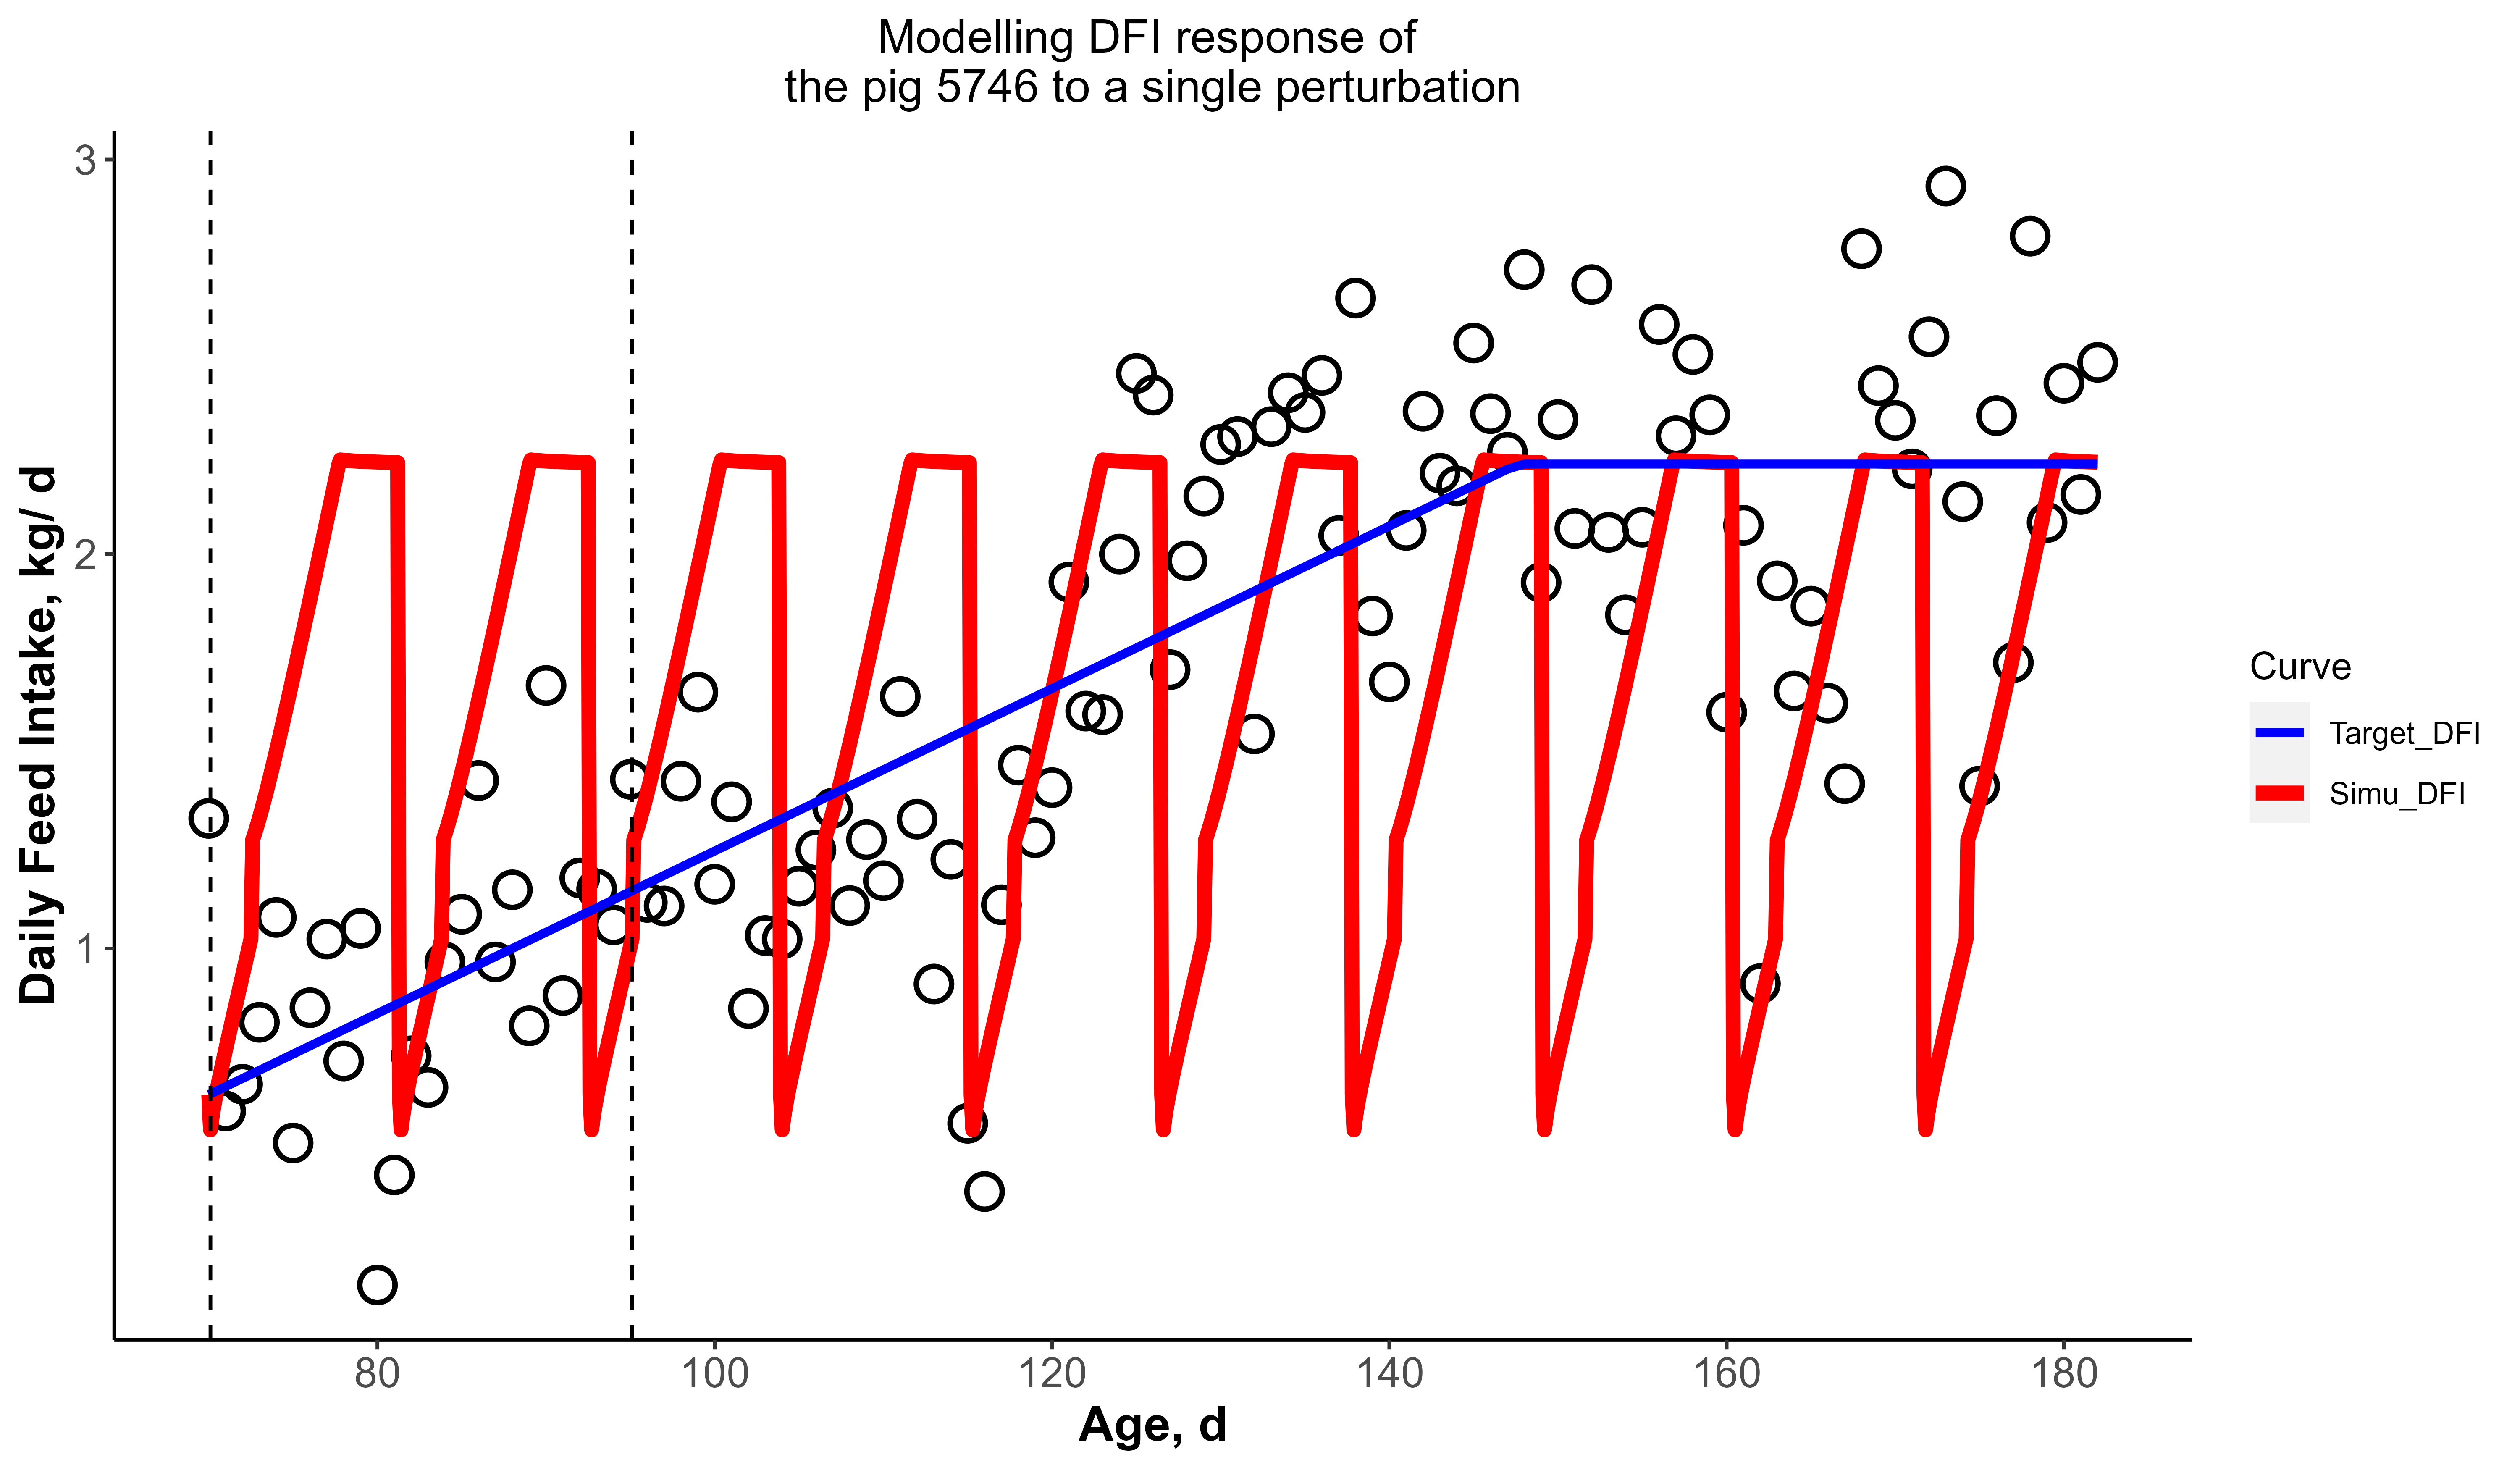 Modelling DFI response of
the pig 5746 to a single perturbation
3
2
1
Daily Feed Intake, kg/ d
80
100
120
140
160
180
Age, d
Curve
Target_DFI
Simu_DFI